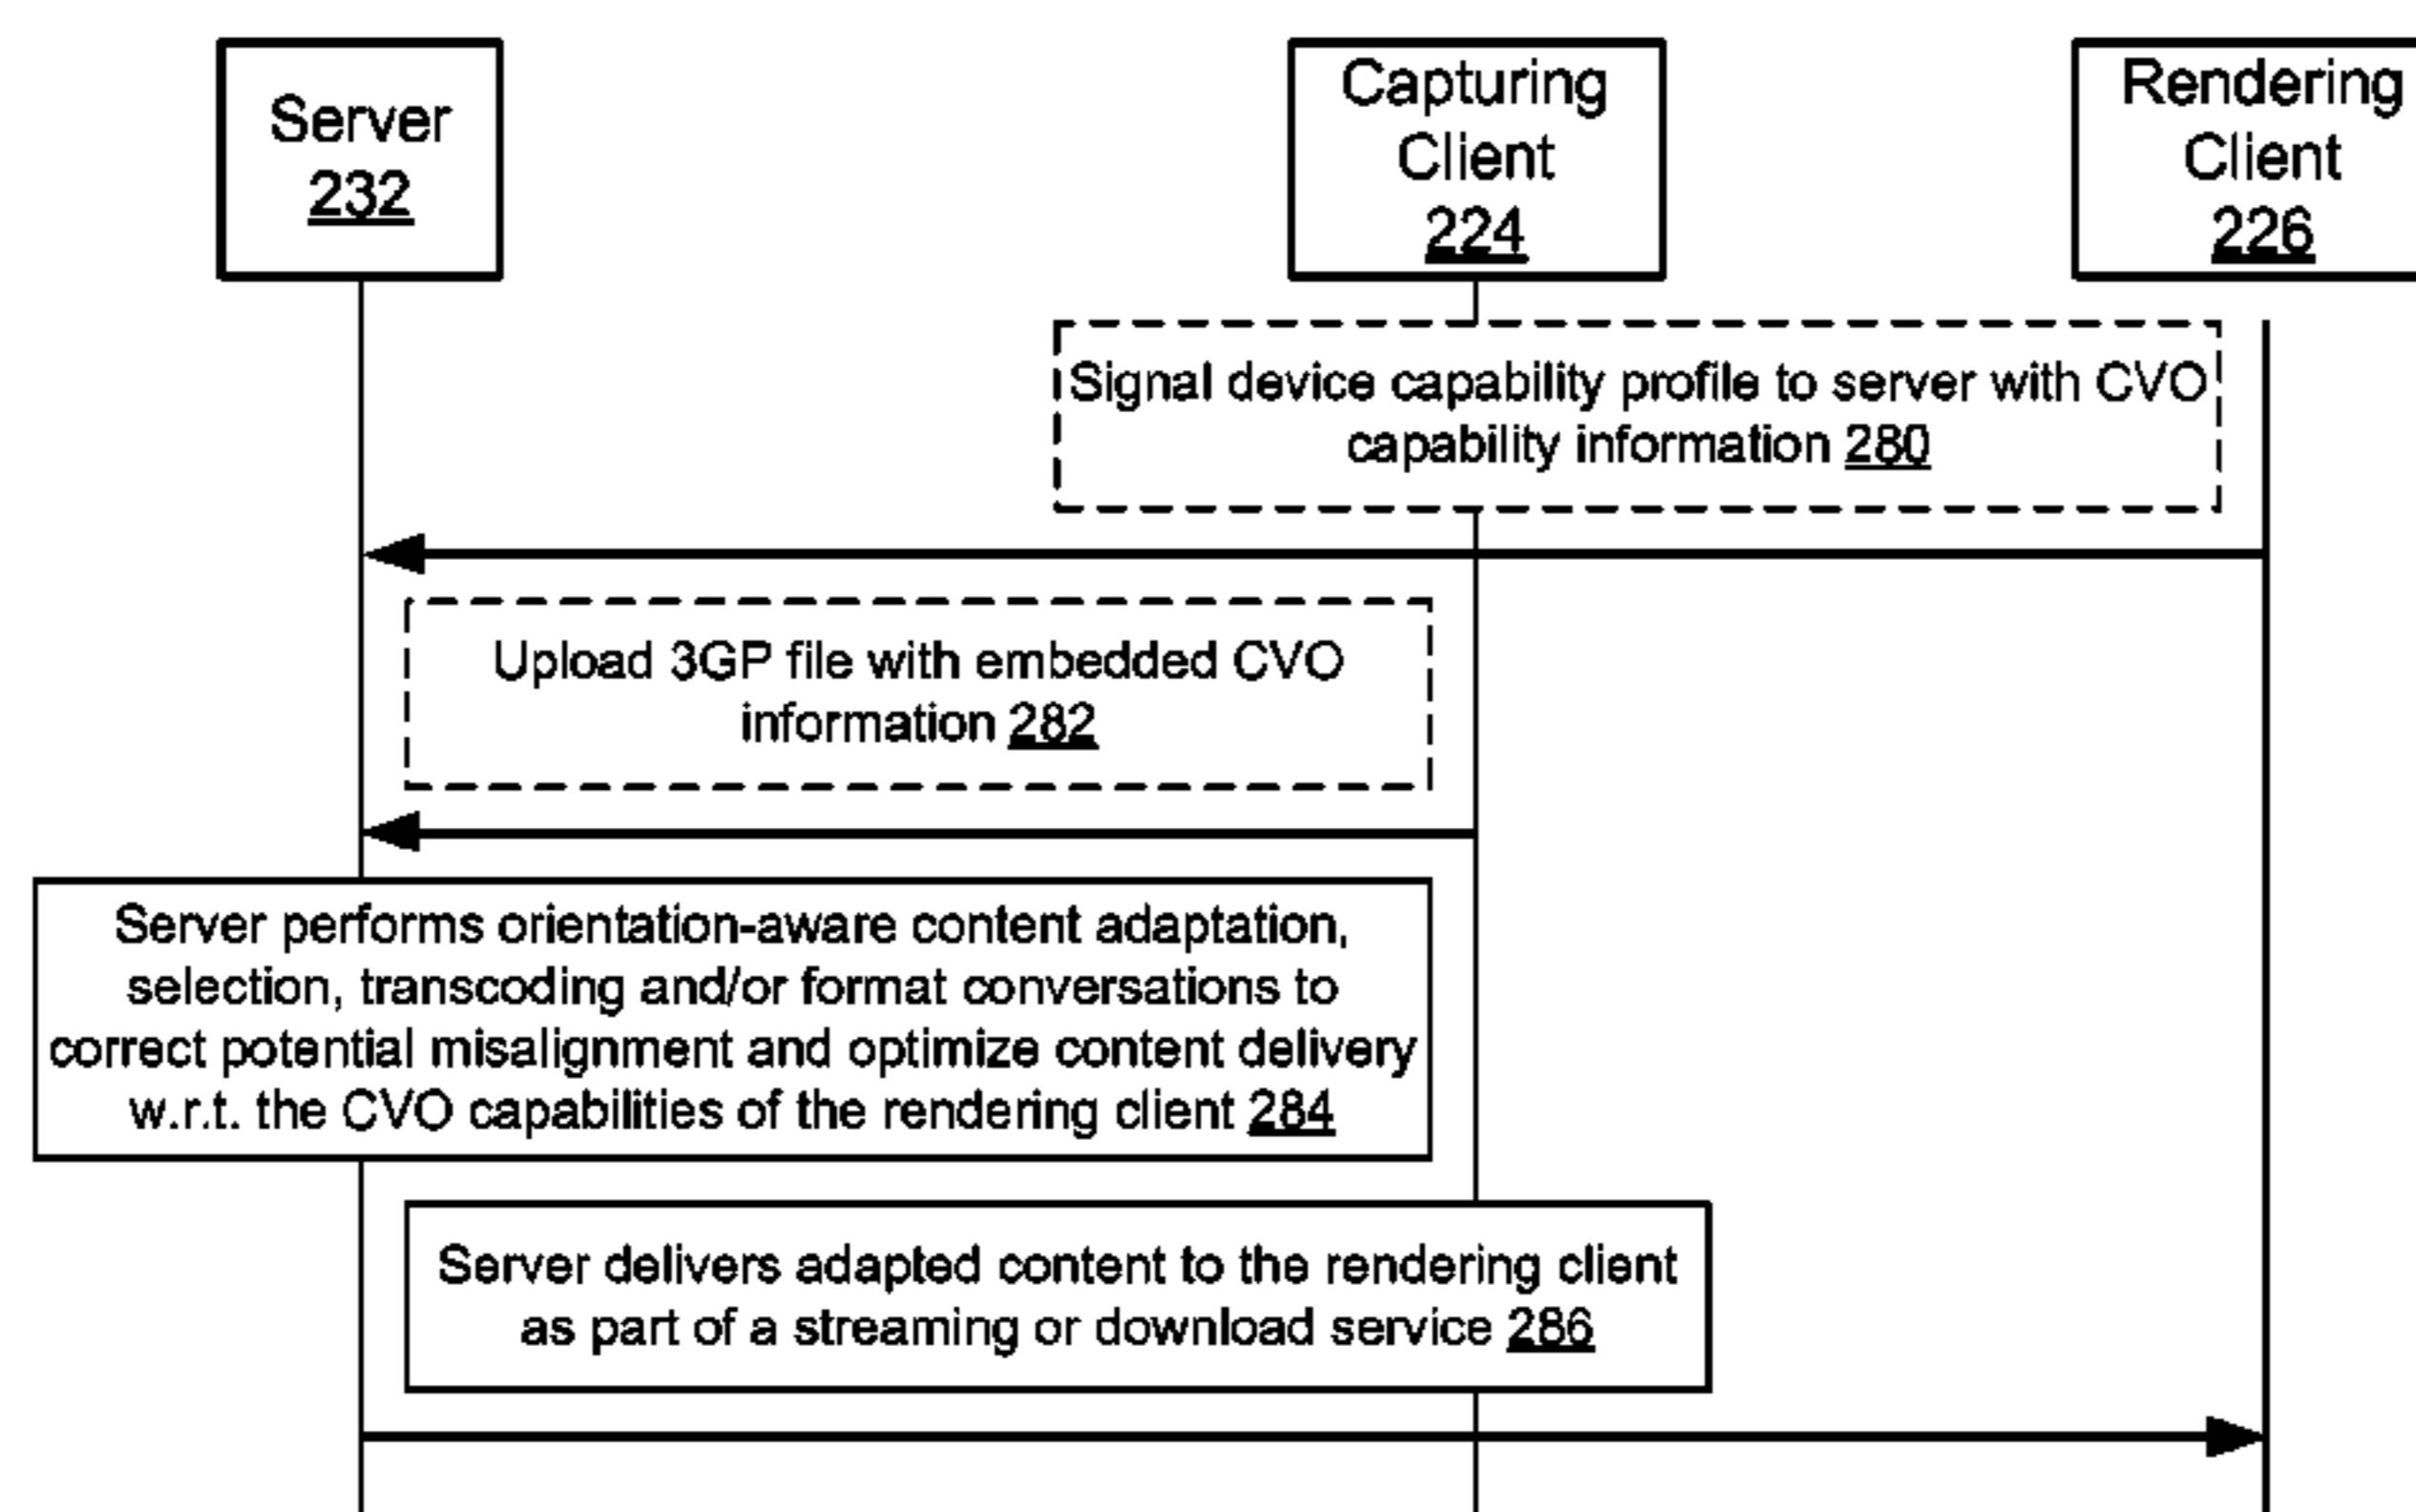 Server
232
Capturing
Client
224
Rendering
Client
226
Signal device capability profile to server with CVO
capability information 280
Upload 3GP file with embedded CVO
information 282
Server performs orientation-aware content adaptation,
selection, transcoding and/or format conversations to
correct potential misalignment and optimize content delivery
w.r.t. the CVO capabilities of the rendering client 284
Server delivers adapted content to the rendering client
as part of a streaming or download service 286